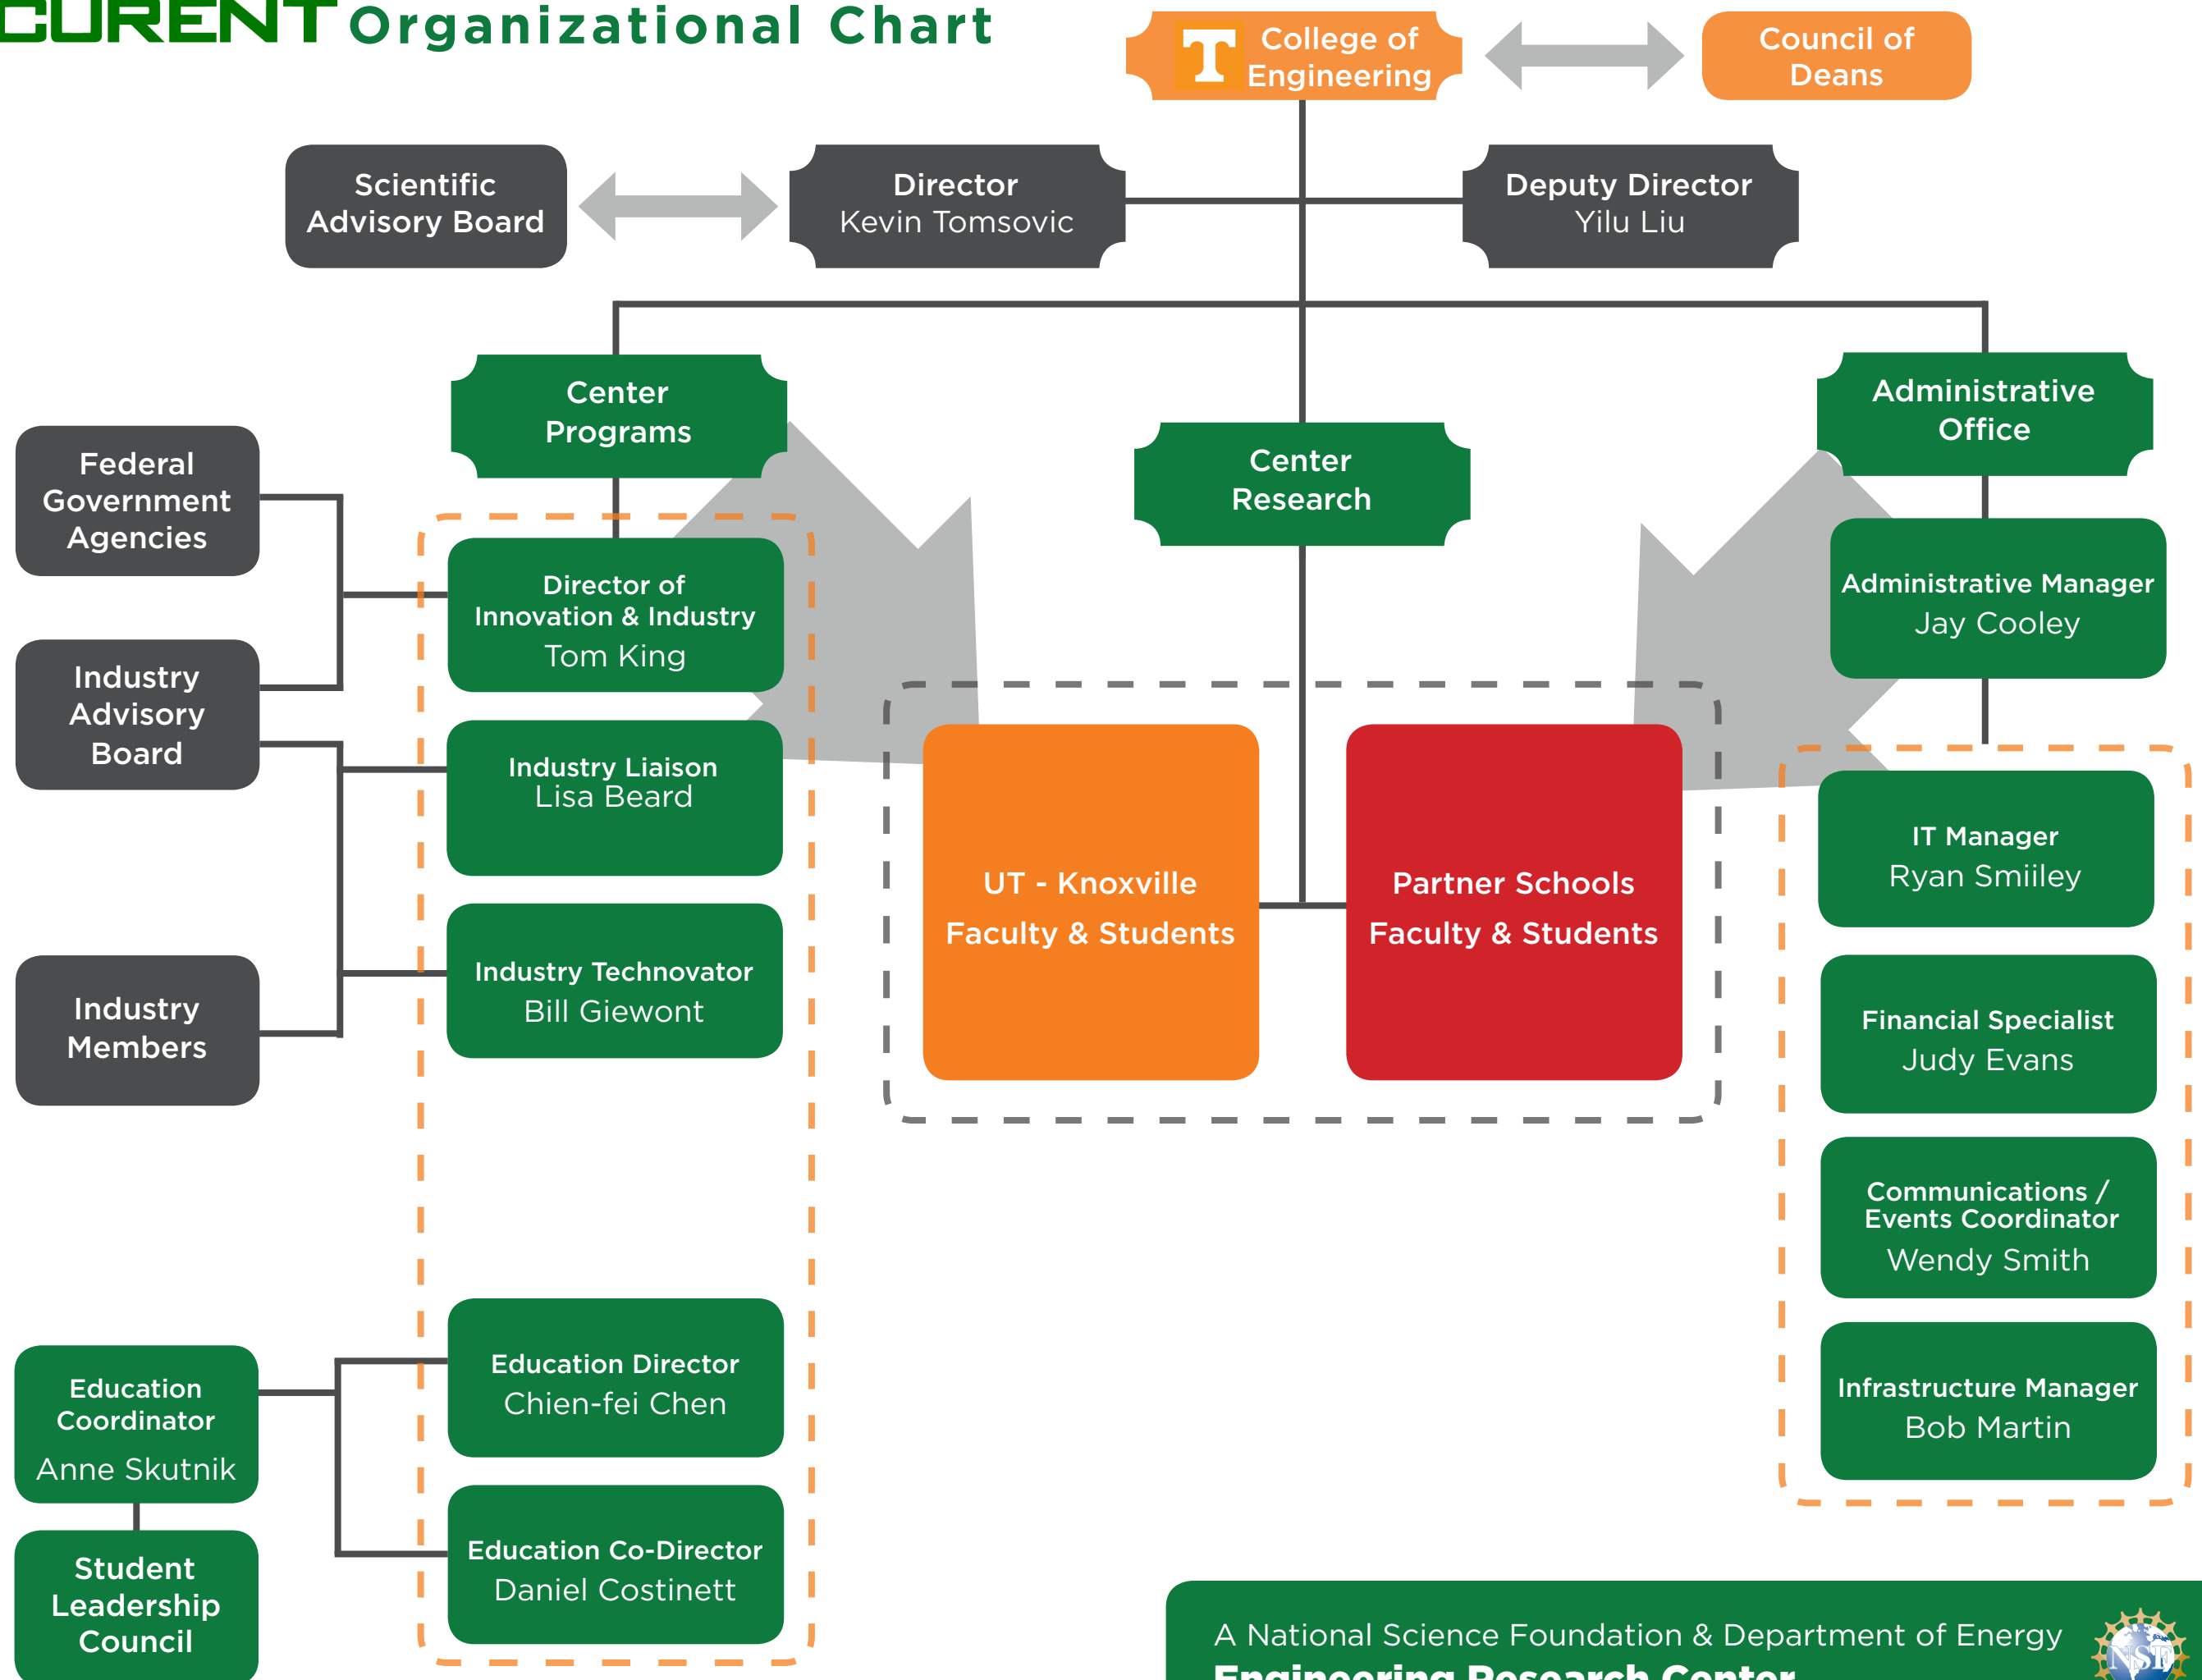 CURENT Organizational Chart
T
College of
Engineering
Council of
Deans
Scientific
Advisory Board
Director
Kevin Tomsovic
Deputy Director
Yilu Liu
Center
Programs
Center
Research
Administrative
Office
Federal
Government
Agencies
Industry
Advisory
Board
Industry
Members
Director of
Innovation & Industry
Tom King
Industry Liaison
Lisa Beard
Industry Technovator
Bill Giewont
UT - Knoxville
Faculty & Students
Partner Schools
Faculty & Students
Administrative Manager
Jay Cooley
IT Manager
Ryan Smiiley
Financial Specialist
Judy Evans
Communications /
Events Coordinator
Wendy Smith
Infrastructure Manager
Bob Martin
Education
Coordinator
Anne Skutnik
Student
Leadership
Council
Education Director
Chien-fei Chen
Education Co-Director
Daniel Costinett
A National Science Foundation & Department of Energy
Engineering Research Center
NSF